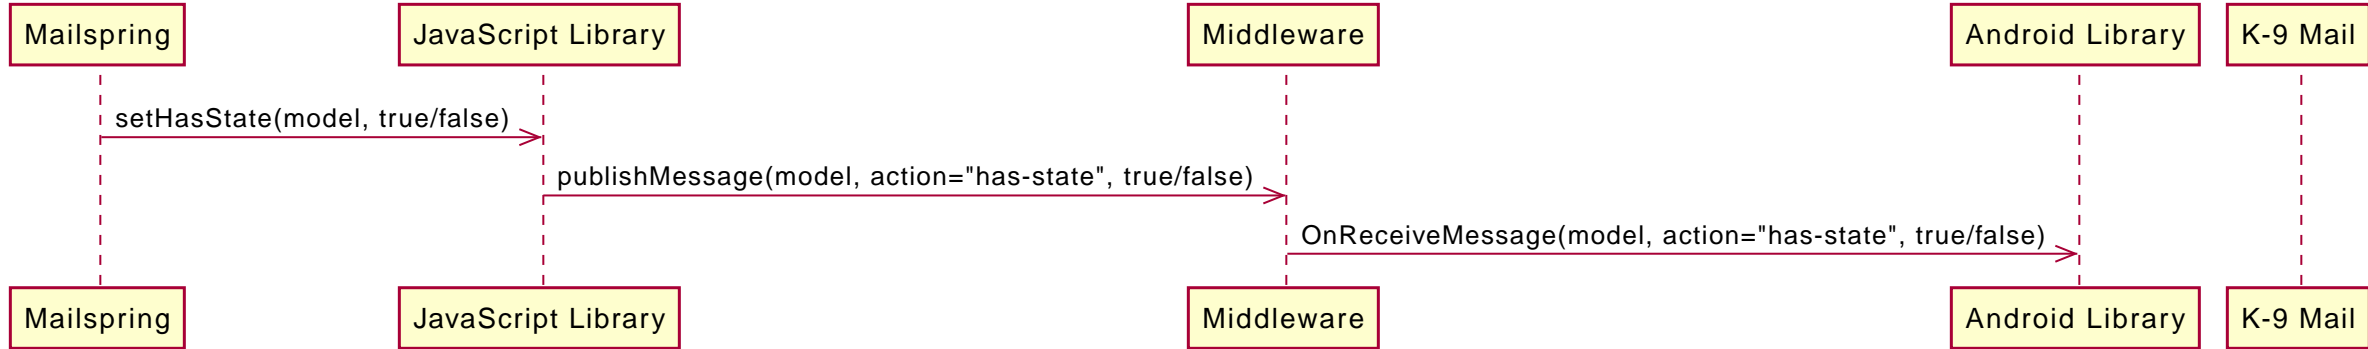 Mailspring JavaScript Library Middleware Android Library K-9 Mail
setHasState(model, true/false)
publishMessage(model, action="has-state", true/false)
OnReceiveMessage(model, action="has-state", true/false)
Mailspring JavaScript Library Middleware Android Library K-9 Mail